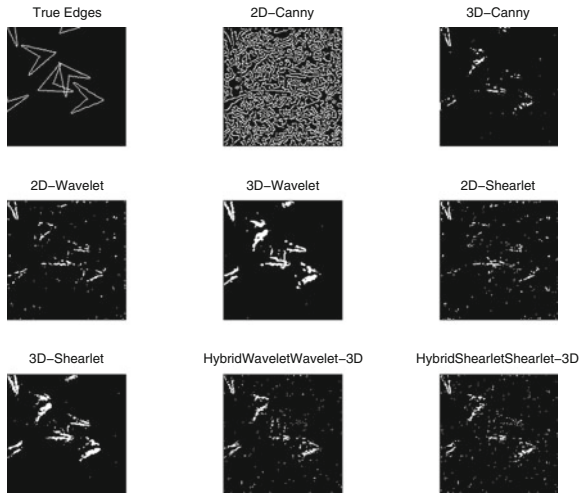 True Edges
2D-Canny
3D-Canny
2D-Wavelet
3D-Wavelet
2D-Shearlet
3D-Shearlet
HybridWaveletWavelet-3D
HybridShearletShearlet-3D